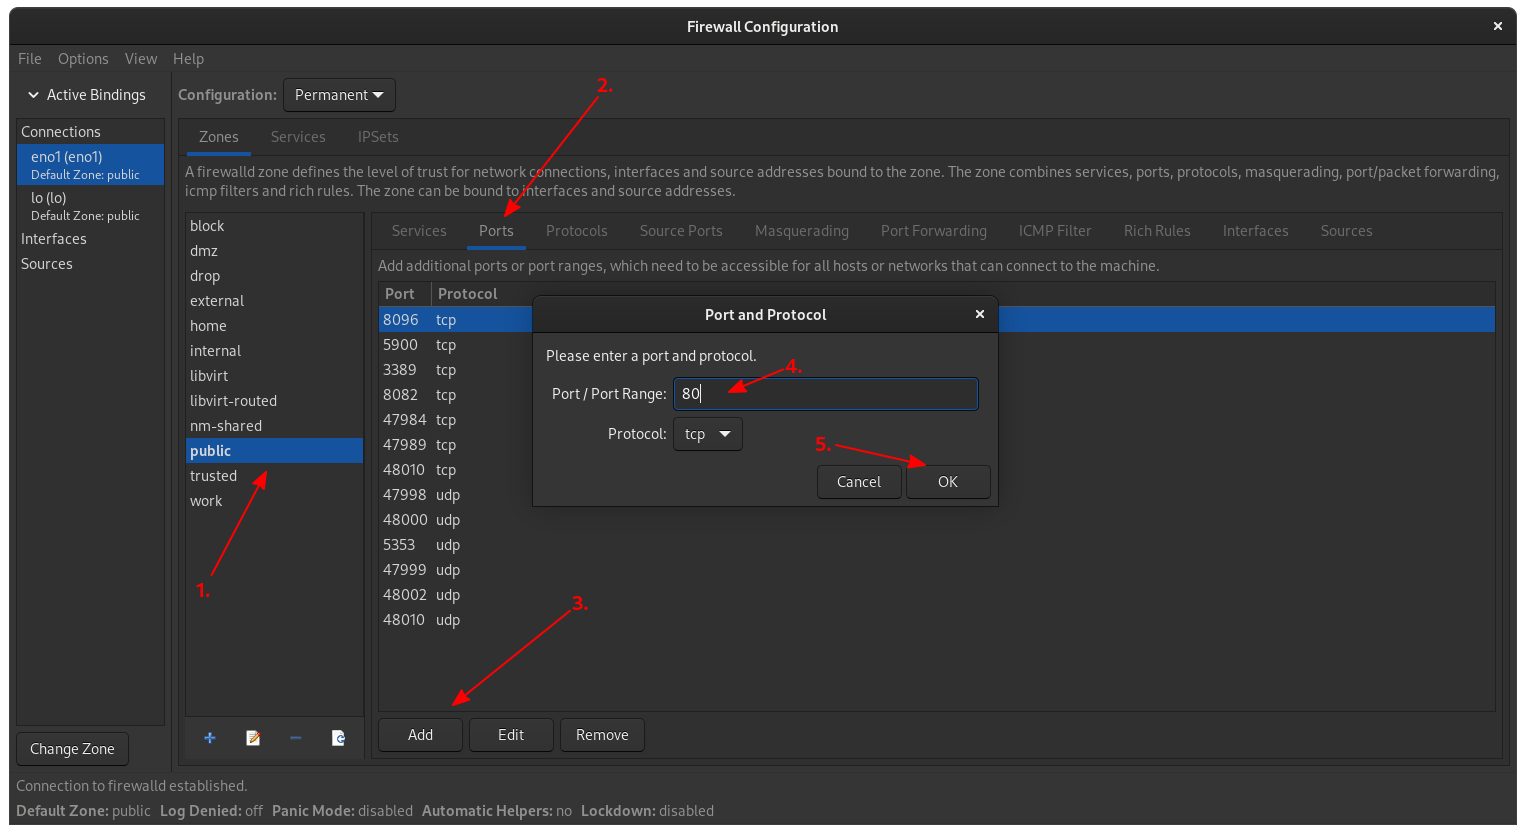 Firewall Configuration
File Options View Help
Active Bindings
Configuration: Permanent
2.
Connections
eno1 (eno1)
Default Zone: public
lo (lo)
Default Zone: public
Interfaces
Sources
Change Zone
Zones Services IPSets
A firewalld zone defines the level of trust for network connections, interfaces and source addresses bound to the zone. The zone combines services, ports, protocols, masquerading, port/packet forwarding,
icmp filters and rich rules. The zone can be bound to interfaces and source addresses.
block
dmz
drop
external
home
internal
libvirt
libvirt-routed
nm-shared
public
trusted
work
1.
Services Ports Protocols Source Ports Masquerading Port Forwarding ICMP Filter Rich Rules Interfaces Sources
Add additional ports or port ranges, which need to be accessible for all hosts or networks that can connect to the machine.
Port Protocol
8096 tcp
5900 tcp
3389 tcp
8082 tcp
47984 tcp
47989 tcp
48010 tcp
47998 udp
48000 udp
5353 udp
47999 udp
48002 udp
48010 udp
3.
Add Edit Remove
Port and Protocol
Please enter a port and protocol.
4.
Port / Port Range: 80
Protocol: tcp
5.
Cancel OK
Connection to firewalld established.
Default Zone: public Log Denied: off Panic Mode: disabled Automatic Helpers: no Lockdown: disabled